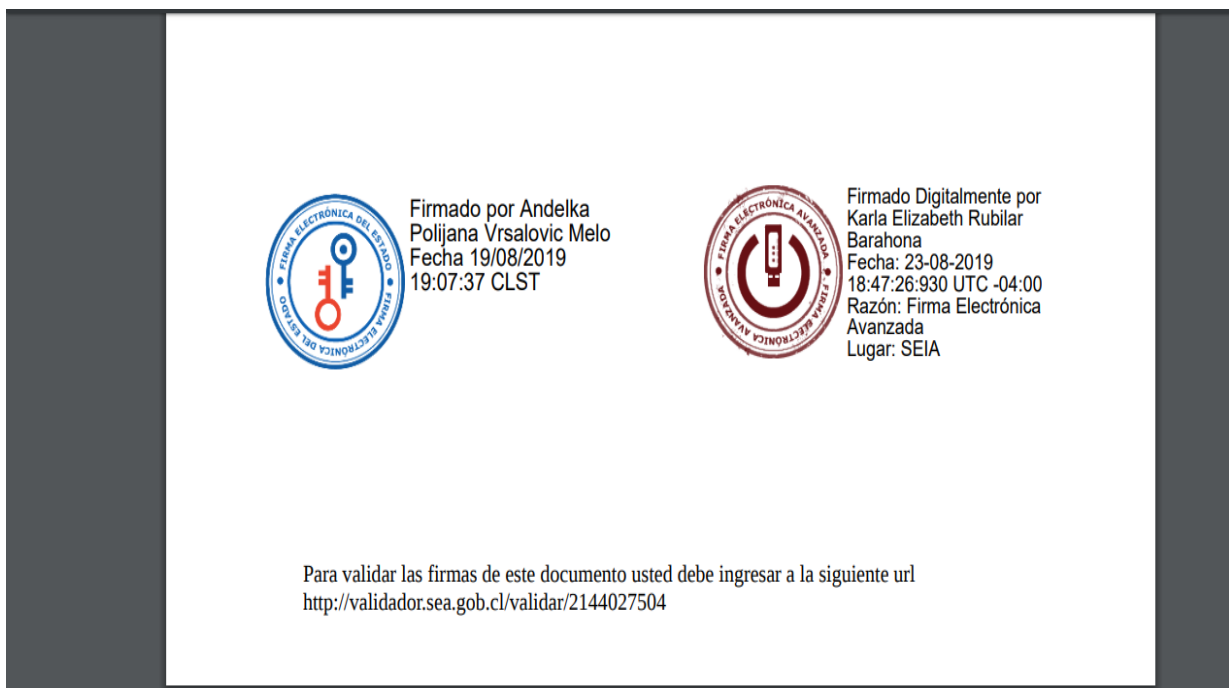 FIRMA ELECTRÓNICA DEL ESTADO
FIRMA ELECTRÓNICA DEL ESTADO
Firmado por Andelka
Polijana Vrsalovic Melo
Fecha 19/08/2019
19:07:37 CLST
FIRMA ELECTRÓNICA AVANZADA
FIRMA ELECTRÓNICA AVANZADA
Firmado Digitalmente por
Karla Elizabeth Rubilar
Barahona
Fecha: 23-08-2019
18:47:26:930 UTC -04:00
Razón: Firma Electrónica
Avanzada
Lugar: SEIA
Para validar las firmas de este documento usted debe ingresar a la siguiente url
http://validador.sea.gob.cl/validar/2144027504